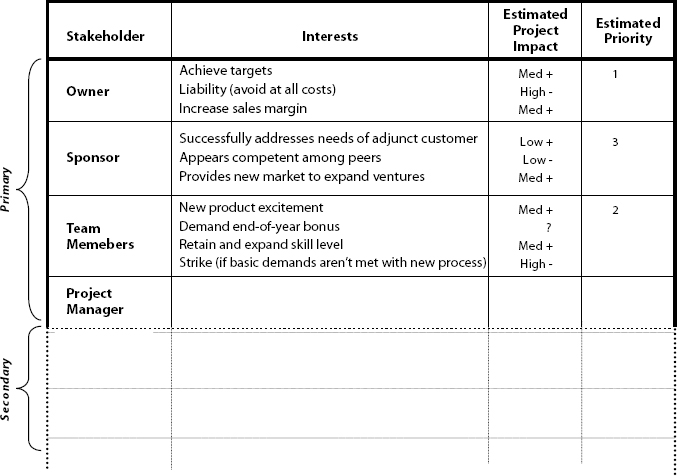 Stakeholder Interests Estimated Project Impact Estimated Priority
Primary
Owner
Achieve targets Med + 1
Liability (avoid at all costs) High -
Increase sales margin Med +
Sponsor
Successfully addresses needs of adjunct customer Low + 3
Appears competent among peers Low -
Provides new market to expand ventures Med +
Team Memebers
New product excitement Med + 2
Demand end-of-year bonus ?
Retain and expand skill level Med +
Strike (if basic demands aren't met with new process) High -
Project Manager
Secondary